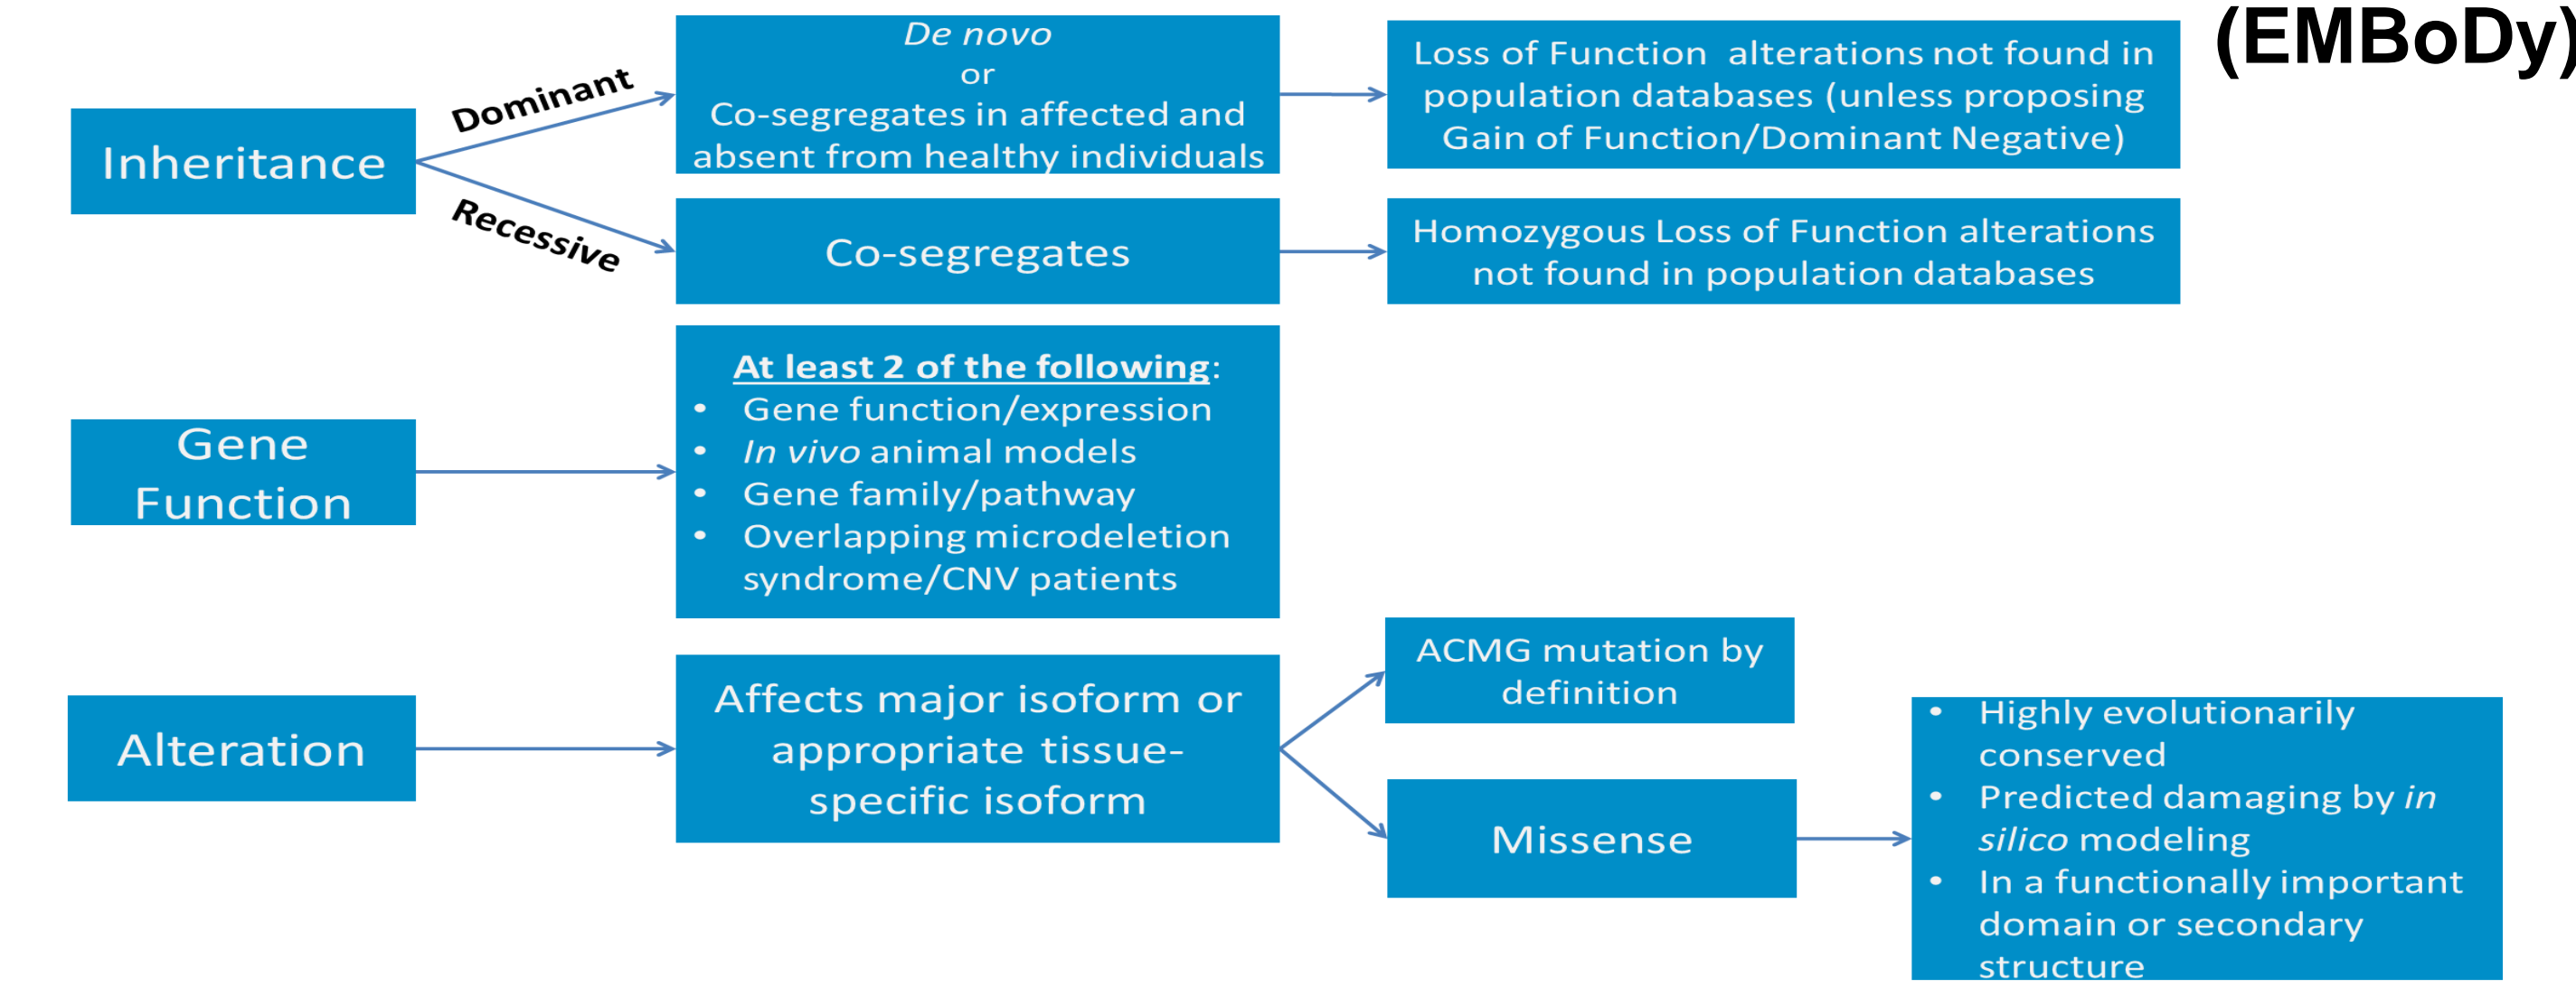 (EMBoDy)
Inheritance
Dominant
Recessive
De novo
or
Co-segregates in affected and
absent from healthy individuals
Loss of Function alterations not found in
population databases (unless proposing
Gain of Function/Dominant Negative)
Co-segregates
Homozygous Loss of Function alterations
not found in population databases
Gene
Function
At least 2 of the following:
• Gene function/expression
• In vivo animal models
• Gene family/pathway
• Overlapping microdeletion
syndrome/CNV patients
Alteration
Affects major isoform or
appropriate tissue-
specific isoform
ACMG mutation by
definition
Missense
• Highly evolutionarily
conserved
• Predicted damaging by in
silico modeling
• In a functionally important
domain or secondary
structure